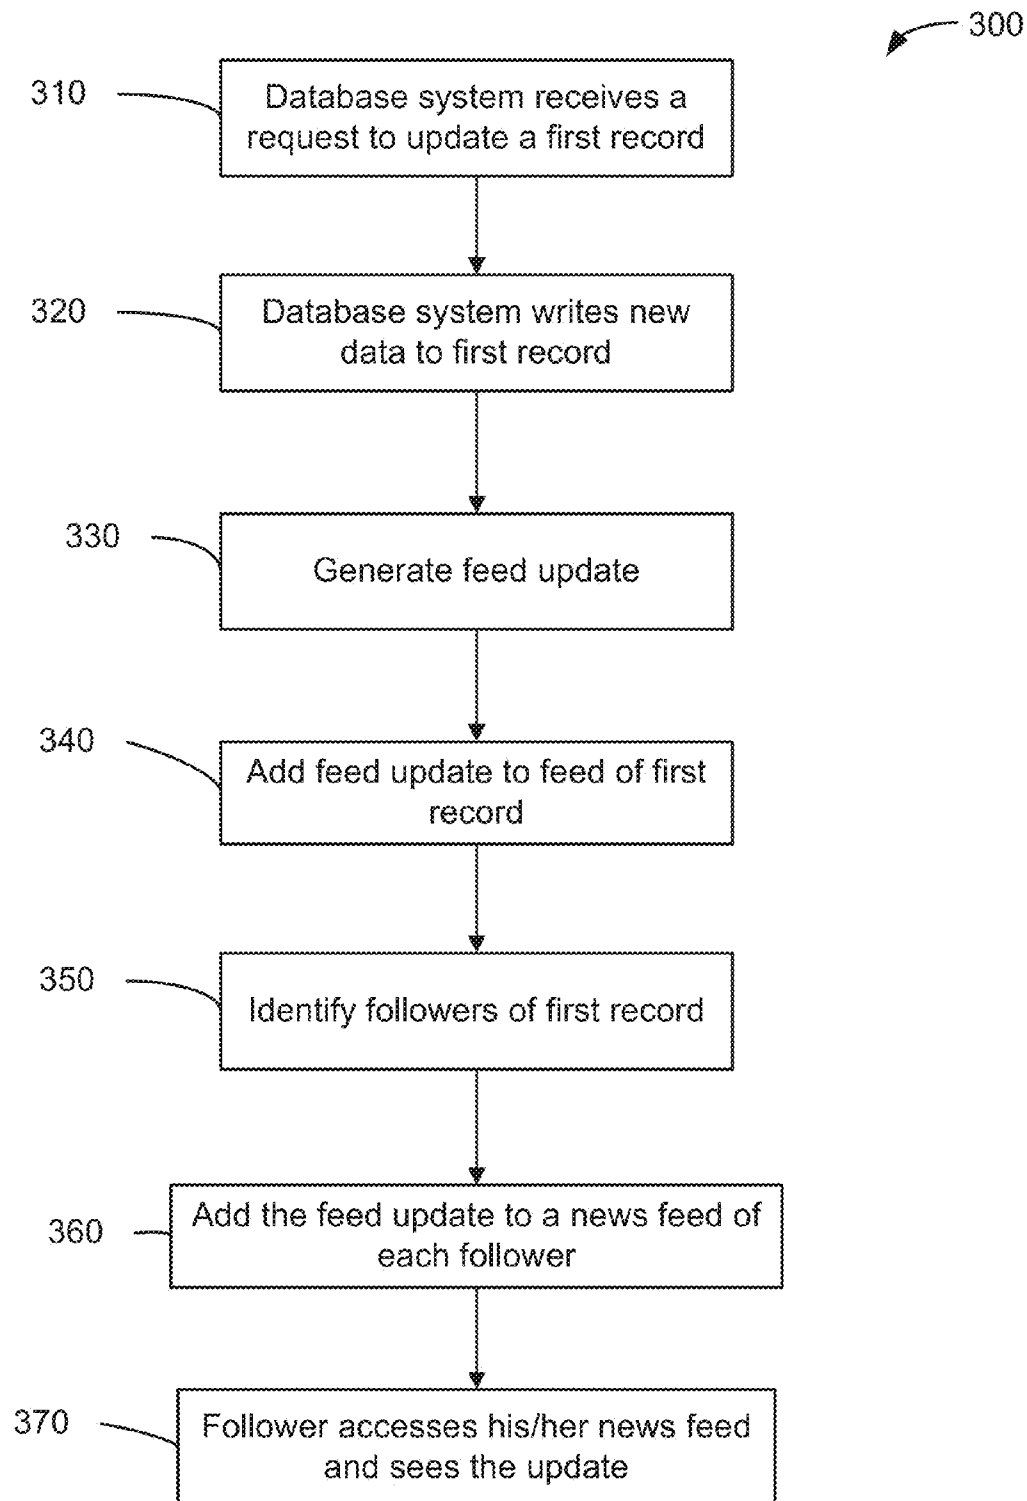 300
310
Database system receives a
request to update a first record
320
Database system writes new
data to first record
330
Generate feed update
340
Add feed update to feed of first
record
350
Identify followers of first record
360
Add the feed update to a news feed of
each follower
370
Follower accesses his/her news feed
and sees the update